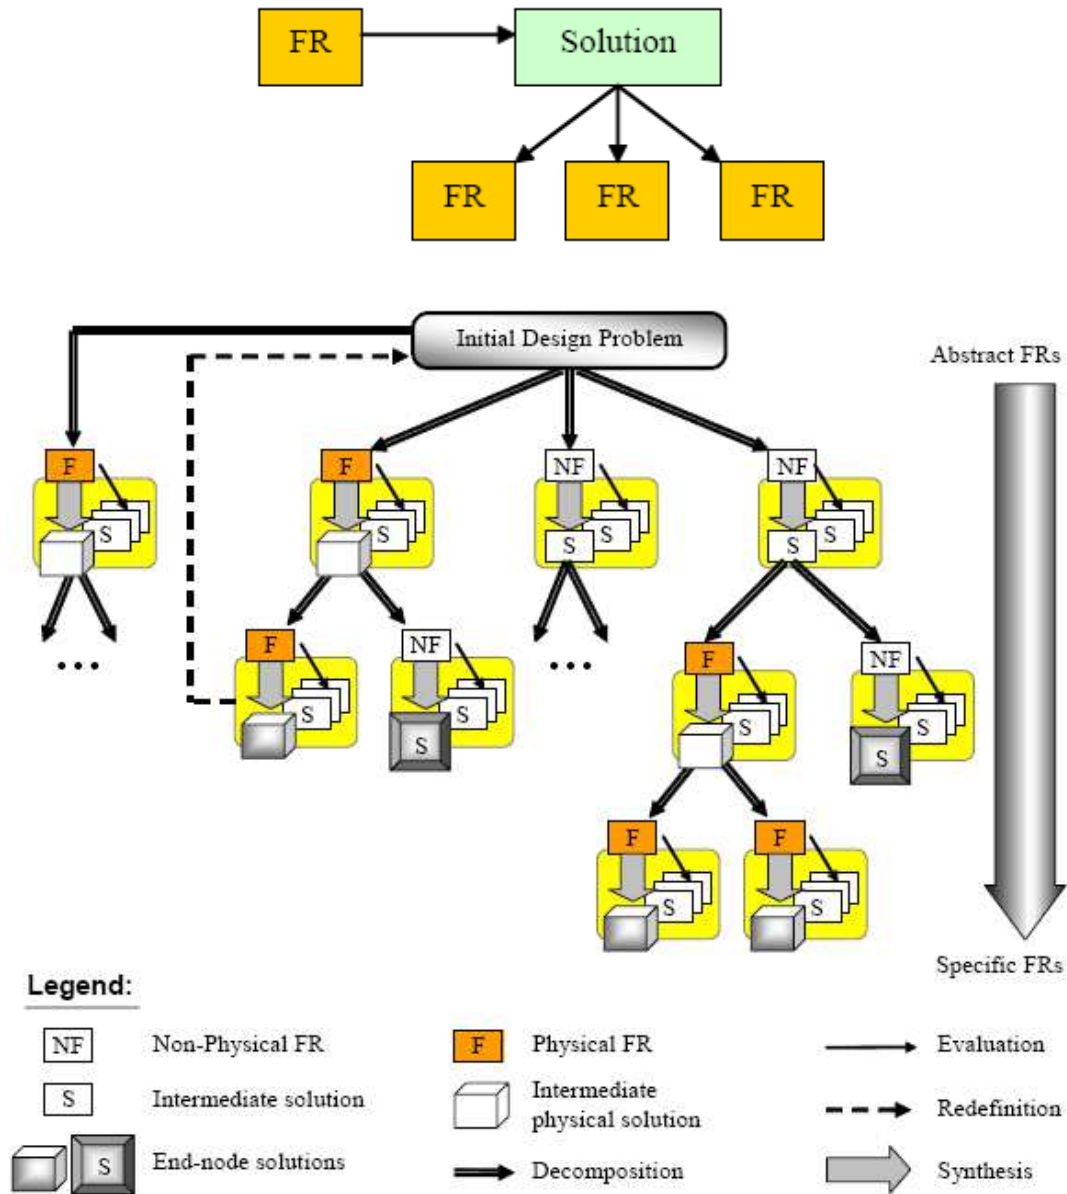 FR
Solution
FR
FR
FR
Initial Design Problem
Abstract FRs
F
F
NF
NF
S
S
S
S
S
S
...
F
NF
...
F
NF
S
S
S
S
S
S
F
F
S
S
Specific FRs
Legend:
NF
Non-Physical FR
F
Physical FR
Evaluation
S
Intermediate solution
Intermediate
physical solution
Redefinition
S
End-node solutions
Decomposition
Synthesis